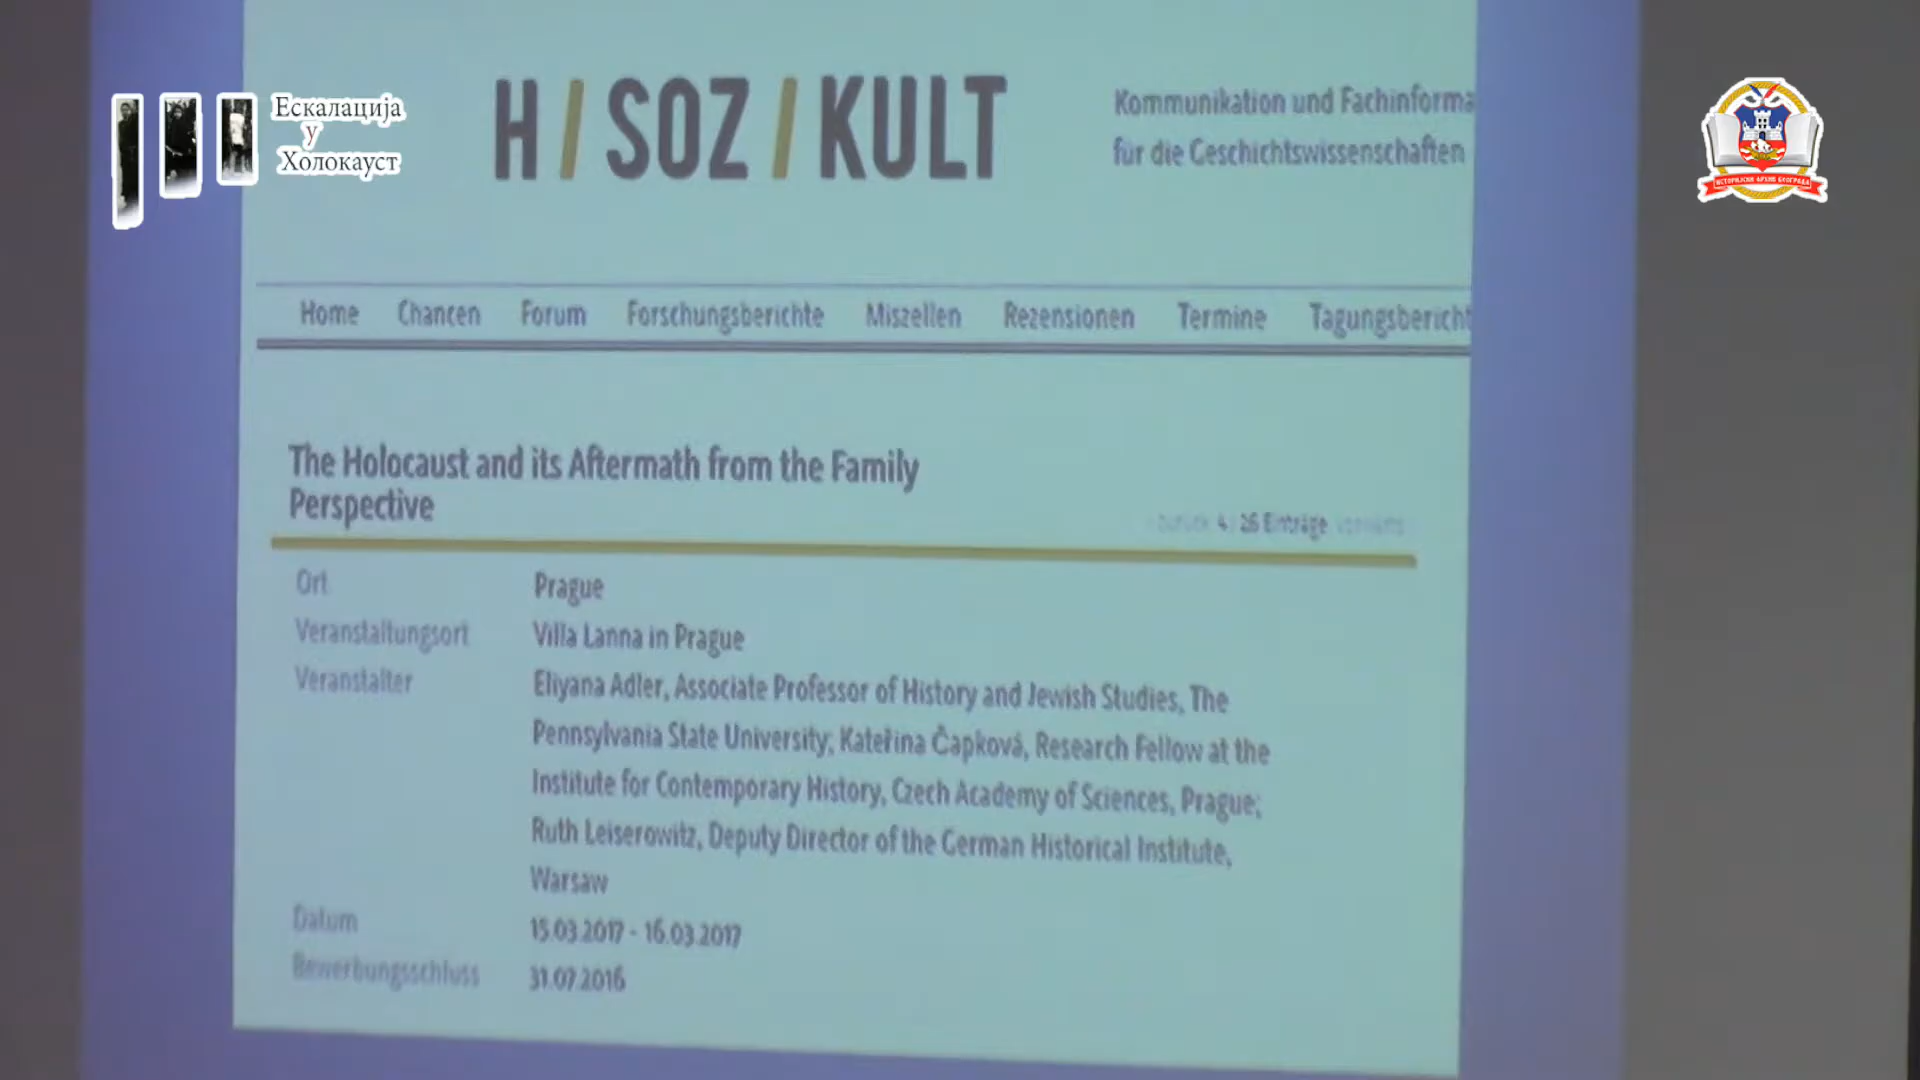 Ескалација
у
Холокауст
H / SOZ / KULT
Kommunikation und Fachinforma
für die Geschichtswissenschaften
ИСТОРИЈСКИ АРХИВ БЕОГРАДА
Home Chancen Forum Forschungsberichte Miszellen Rezensionen Termine Tagungsbericht
The Holocaust and its Aftermath from the Family
Perspective
4 / 26 Einträge
Ort Prague
Veranstaltungsort Villa Lanna in Prague
Veranstalter Eliyana Adler, Associate Professor of History and Jewish Studies, The
Pennsylvania State University; Kateřina Čapková, Research Fellow at the
Institute for Contemporary History, Czech Academy of Sciences, Prague;
Ruth Leiserowitz, Deputy Director of the German Historical Institute,
Warsaw
Datum 15.03.2017 - 16.03.2017
Bewerbungsschluss 31.07.2016